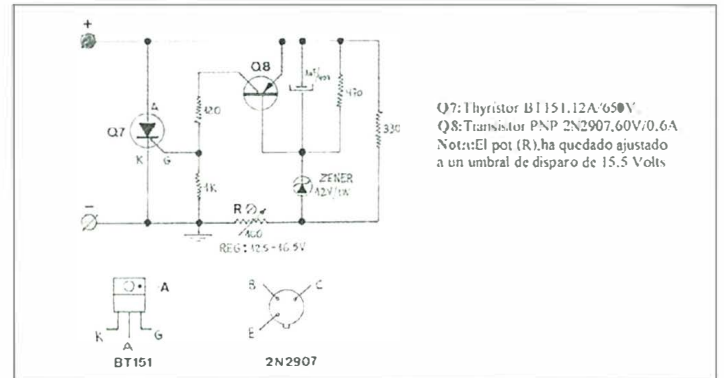 +
Q8
A
Q7
K
G
120
470
330
1K
ZENER
12V/1W
−
R
100
REG: 12.5-16.5V
Q7:Thyristor BT151.12A/650V.
Q8:Transistor PNP 2N2907,60V/0.6A
Nota:El pot (R),ha quedado ajustado
a un umbral de disparo de 15.5 Volts
A
K
G
A
BT151
B
C
E
2N2907